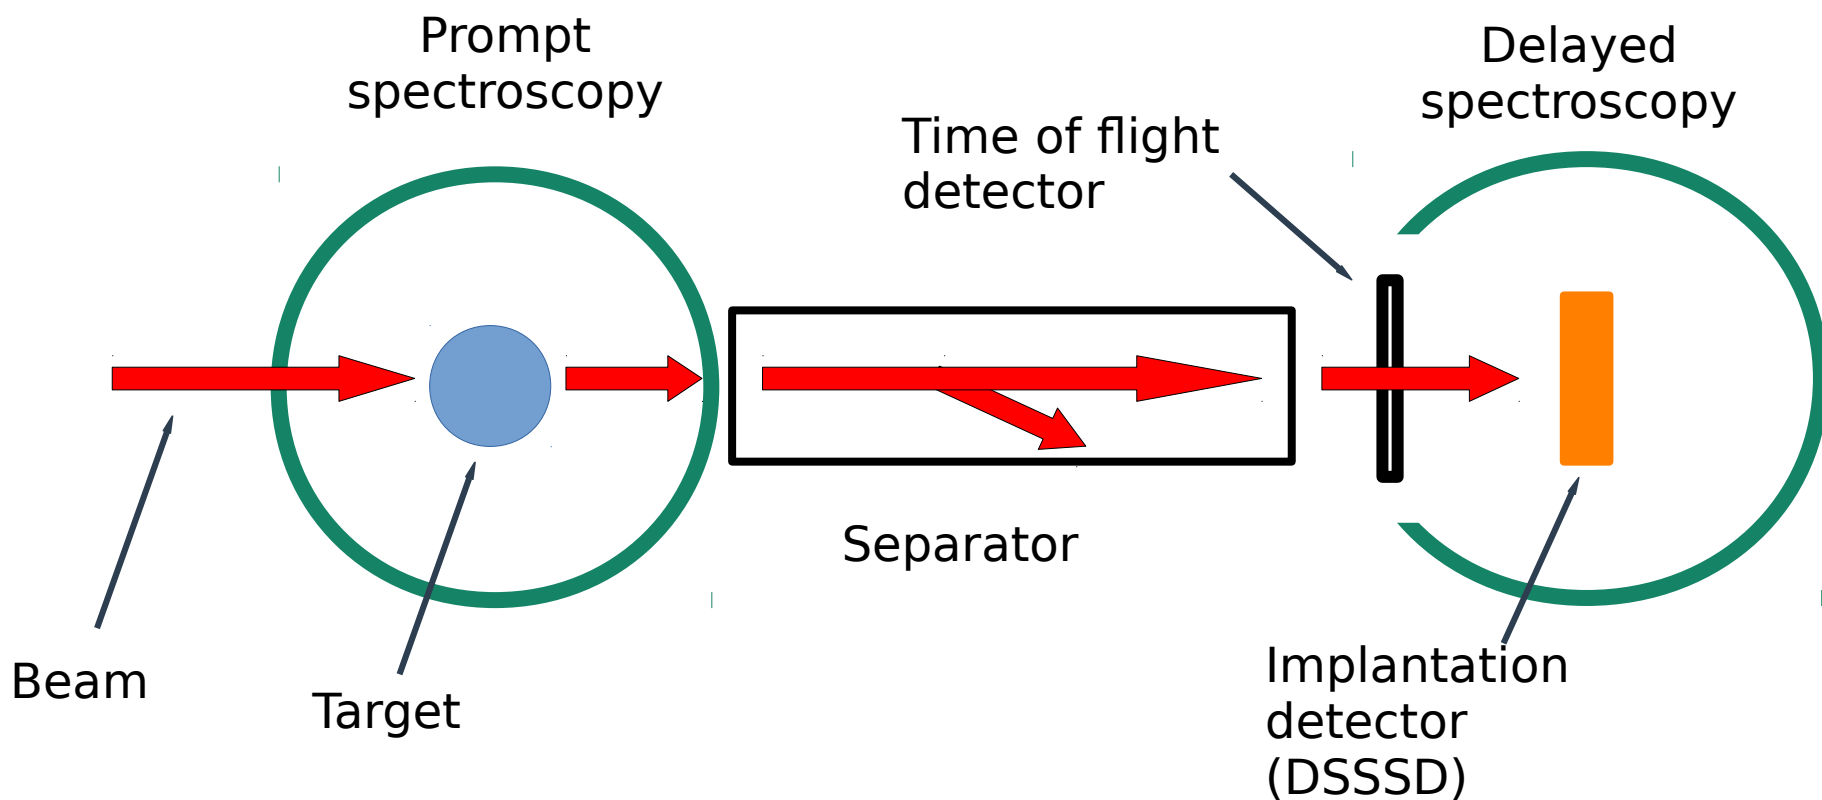 Prompt
spectroscopy
Delayed
spectroscopy
Time of flight
detector
Separator
Beam
Target
Implantation
detector
(DSSSD)